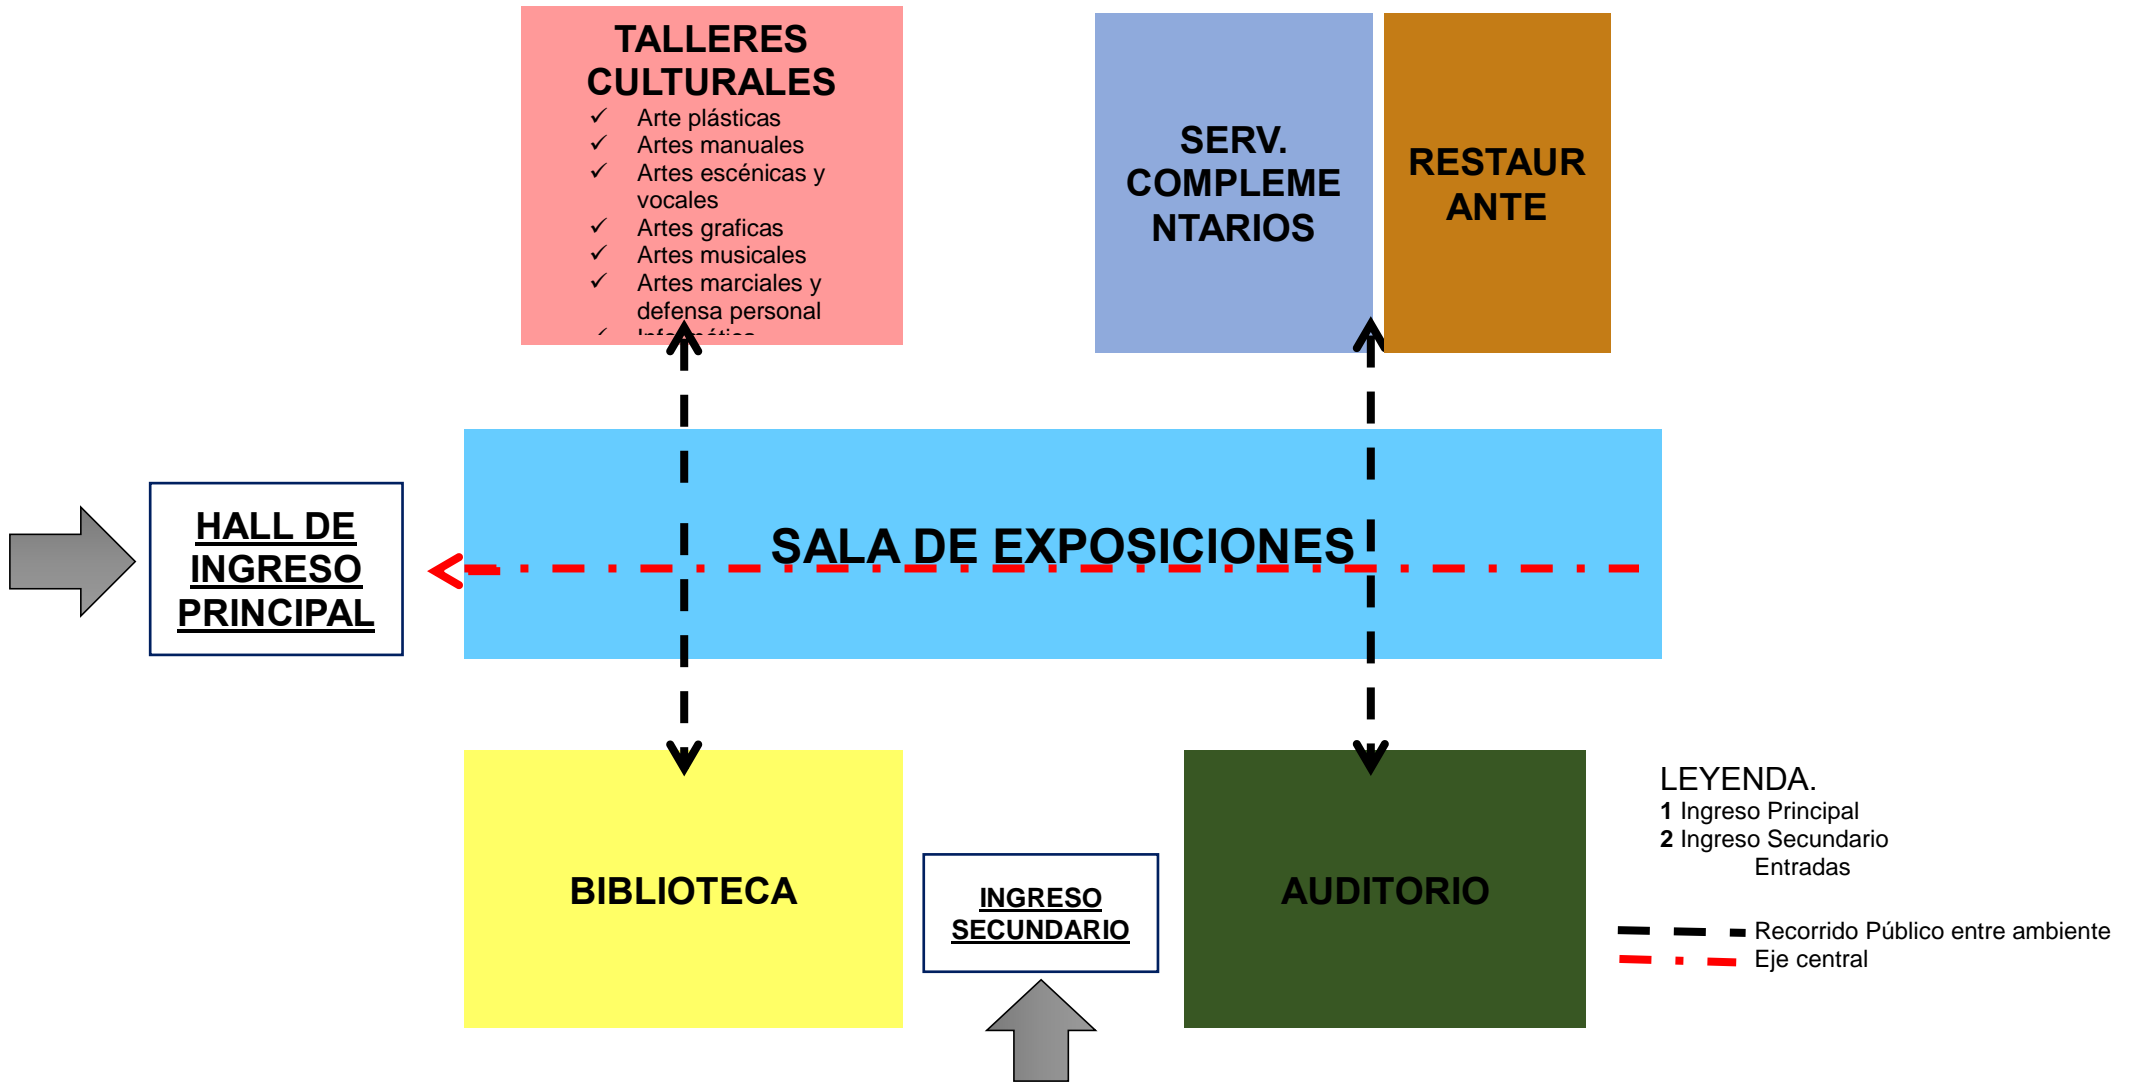 TALLERES
CULTURALES
✓ Arte plásticas
✓ Artes manuales
✓ Artes escénicas y
vocales
✓ Artes graficas
✓ Artes musicales
✓ Artes marciales y
defensa personal
SERV.
COMPLEME
NTARIOS
RESTAUR
ANTE
HALL DE
INGRESO
PRINCIPAL
SALA DE EXPOSICIONES
BIBLIOTECA
INGRESO
SECUNDARIO
AUDITORIO
LEYENDA.
1 Ingreso Principal
2 Ingreso Secundario
Entradas
Recorrido Público entre ambiente
Eje central